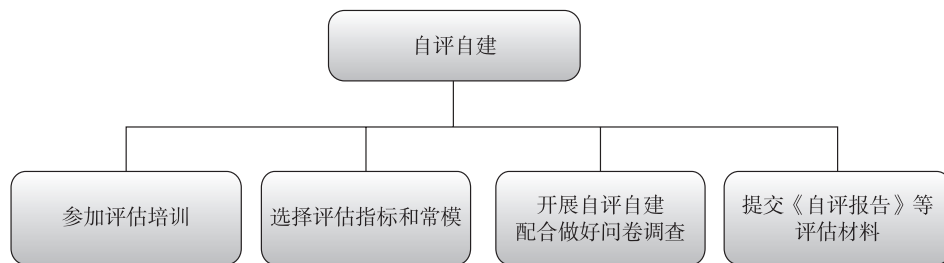 自评自建
参加评估培训
选择评估指标和常模
开展自评自建
配合做好问卷调查
提交《自评报告》等
评估材料